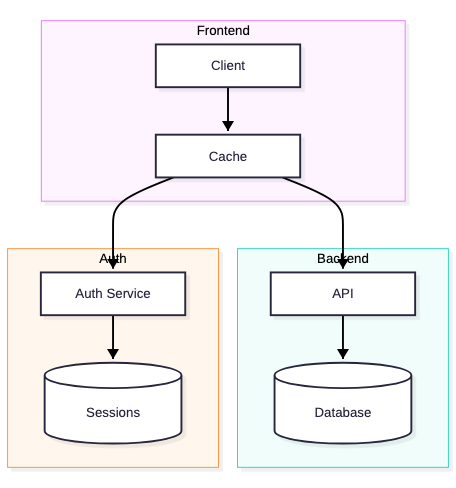 Frontend
Client
Cache
Auth
Backend
Auth Service
API
Sessions
Database